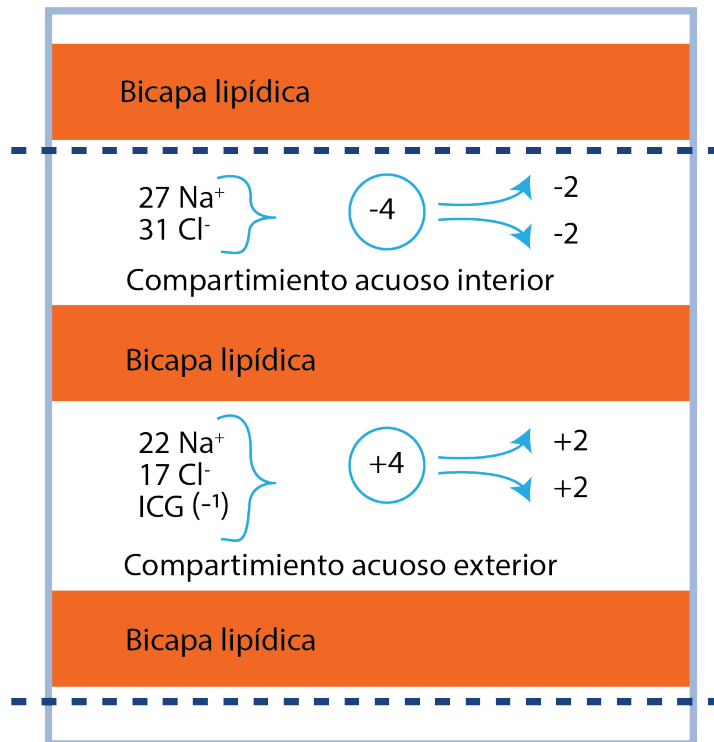 Bicapa lipídica
27 Na⁺
31 Cl⁻
-4
-2
-2
Compartimiento acuoso interior
Bicapa lipídica
22 Na⁺
17 Cl⁻
ICG (⁻¹)
+4
+2
+2
Compartimiento acuoso exterior
Bicapa lipídica